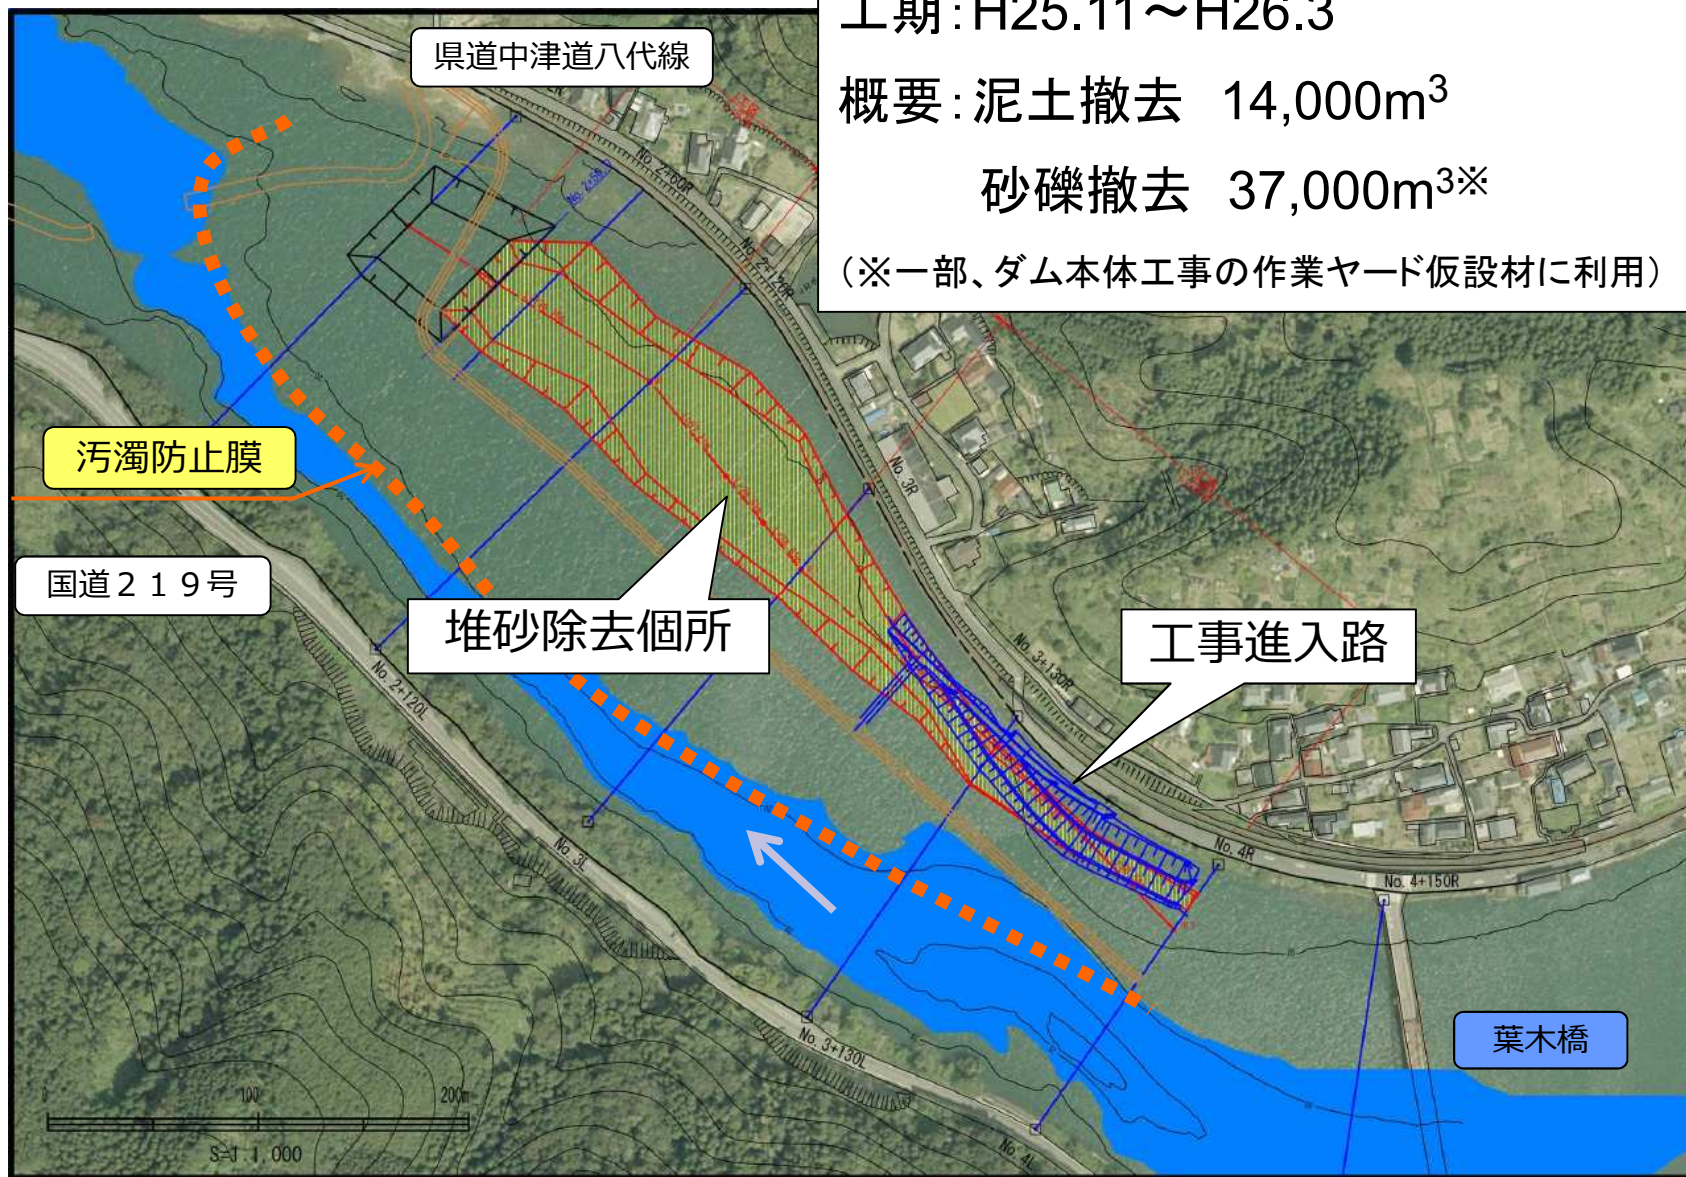 工期：H25.11～H26.3
概要：泥土撤去　14,000m3
砂礫撤去　37,000m3※
（※一部、ダム本体工事の作業ヤード仮設材に利用）
県道中津道八代線
No. 2+60R
No. 2+120R
汚濁防止膜
No. 3R
国道２１９号
堆砂除去個所
工事進入路
No. 3+130R
No. 2+120L
No. 3L
No. 4R
No. 4+150R
葉木橋
No. 3+130L
No. 4L
0 100 200m
S=1:1,000